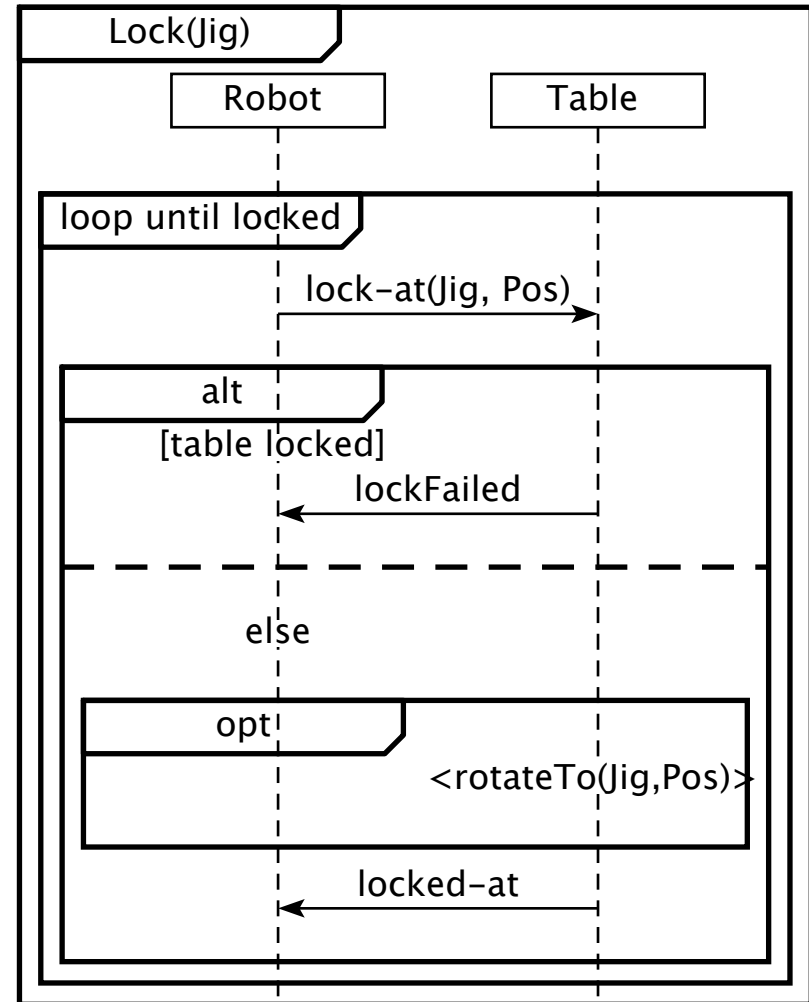 Lock(Jig)
Robot
Table
loop until locked
lock-at(Jig, Pos)
alt
[table locked]
lockFailed
else
opt
<rotateTo(Jig,Pos)>
locked-at